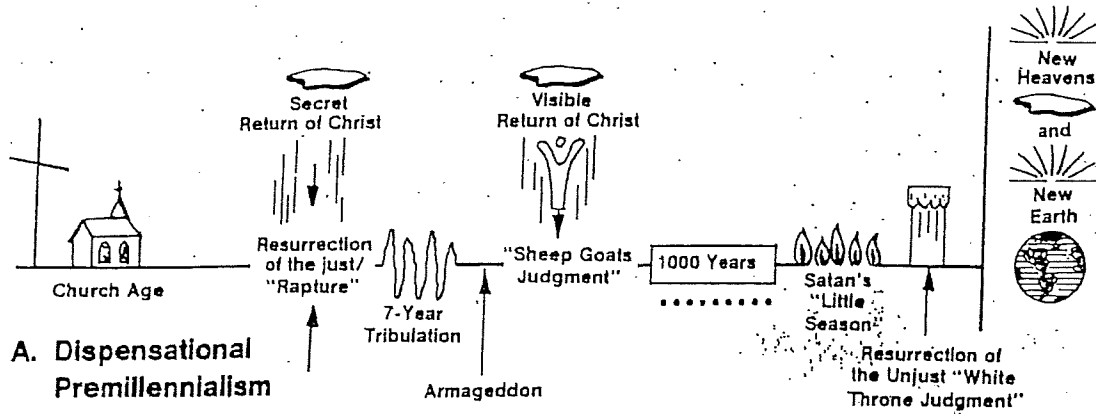 Church Age
Secret
Return of Christ
Resurrection
of the just/
"Rapture"
7-Year
Tribulation
Armageddon
Visible
Return of Christ
"Sheep Goats
Judgment"
1000 Years
Satan's
"Little
Season"
Resurrection of
the Unjust "White
Throne Judgment"
New
Heavens
and
New
Earth
A. Dispensational
Premillennialism